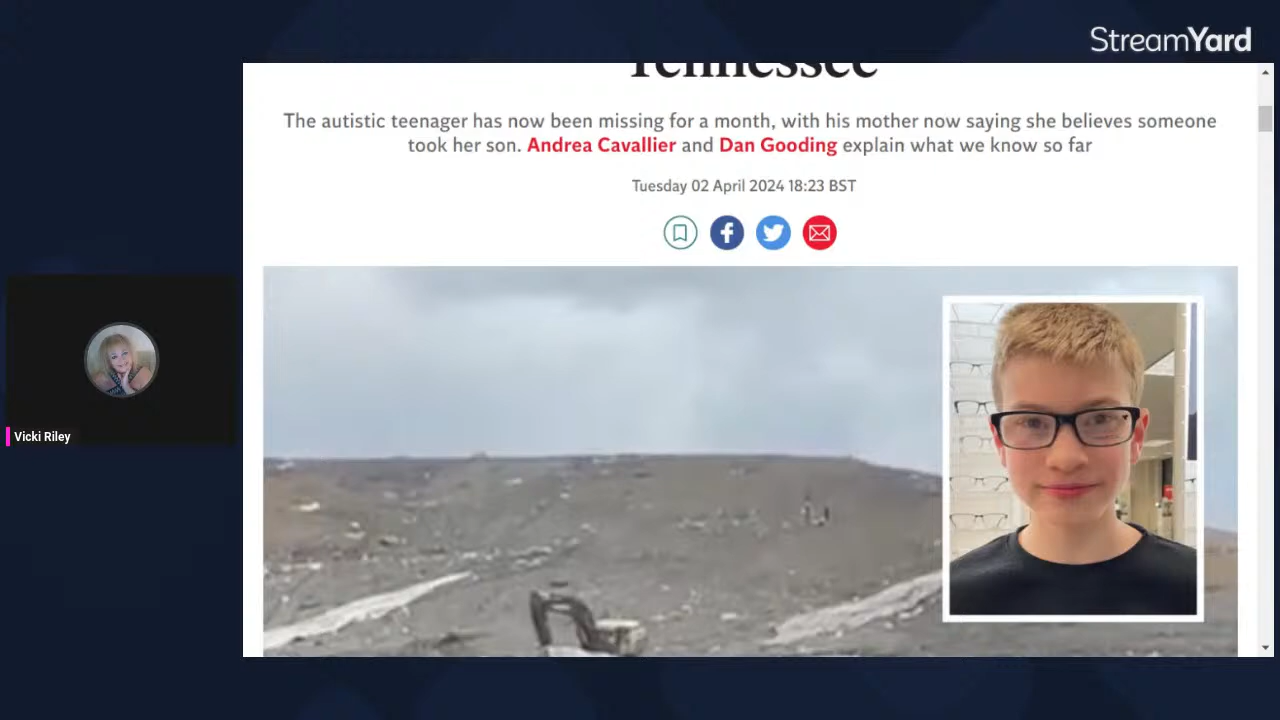 StreamYard
Tennessee
The autistic teenager has now been missing for a month, with his mother now saying she believes someone
took her son. Andrea Cavallier and Dan Gooding explain what we know so far
Tuesday 02 April 2024 18:23 BST
Vicki Riley